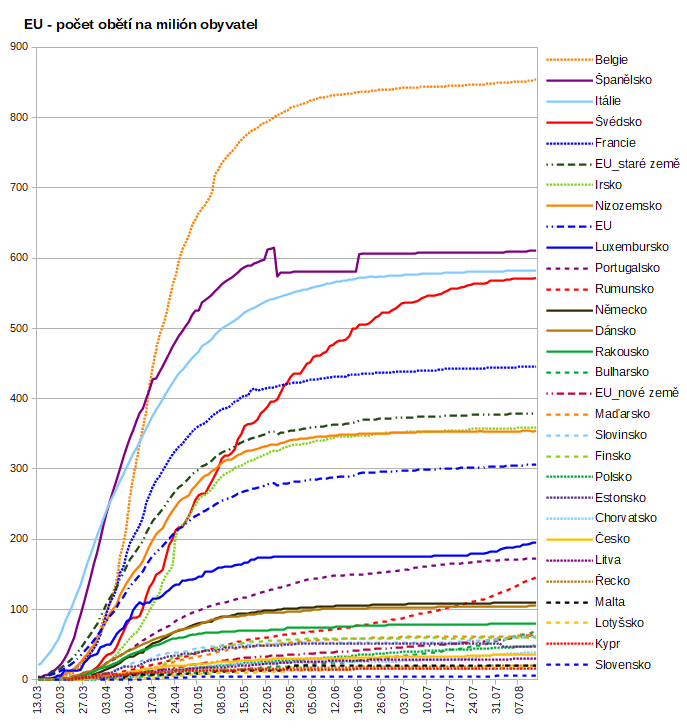 EU - počet obětí na milión obyvatel
900
800
700
600
500
400
300
200
100
0
13.03
20.03
27.03
03.04
10.04
17.04
24.04
01.05
08.05
15.05
22.05
29.05
05.06
12.06
19.06
26.06
03.07
10.07
17.07
24.07
31.07
07.08
Belgie
Španělsko
Itálie
Švédsko
Francie
EU_staré země
Irsko
Nizozemsko
EU
Luxembursko
Portugalsko
Rumunsko
Německo
Dánsko
Rakousko
Bulharsko
EU_nové země
Maďarsko
Slovinsko
Finsko
Polsko
Estonsko
Chorvatsko
Česko
Litva
Řecko
Malta
Lotyšsko
Kypr
Slovensko